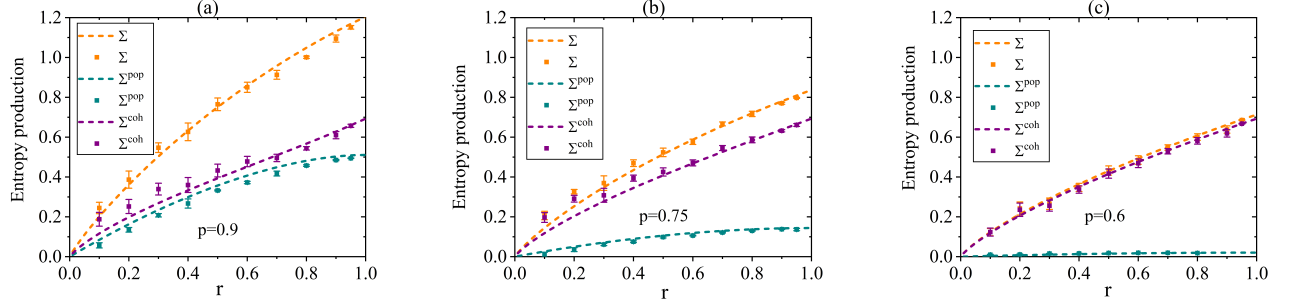 (a)
Entropy production
1.2
1.0
0.8
0.6
0.4
0.2
0.0
Σ
Σ
Σ^pop
Σ^pop
Σ^coh
Σ^coh
p=0.9
0.0 0.2 0.4 0.6 0.8 1.0
r
(b)
Entropy production
1.2
1.0
0.8
0.6
0.4
0.2
0.0
Σ
Σ
Σ^pop
Σ^pop
Σ^coh
Σ^coh
p=0.75
0.0 0.2 0.4 0.6 0.8 1.0
r
(c)
Entropy production
1.2
1.0
0.8
0.6
0.4
0.2
0.0
Σ
Σ
Σ^pop
Σ^pop
Σ^coh
Σ^coh
p=0.6
0.0 0.2 0.4 0.6 0.8 1.0
r